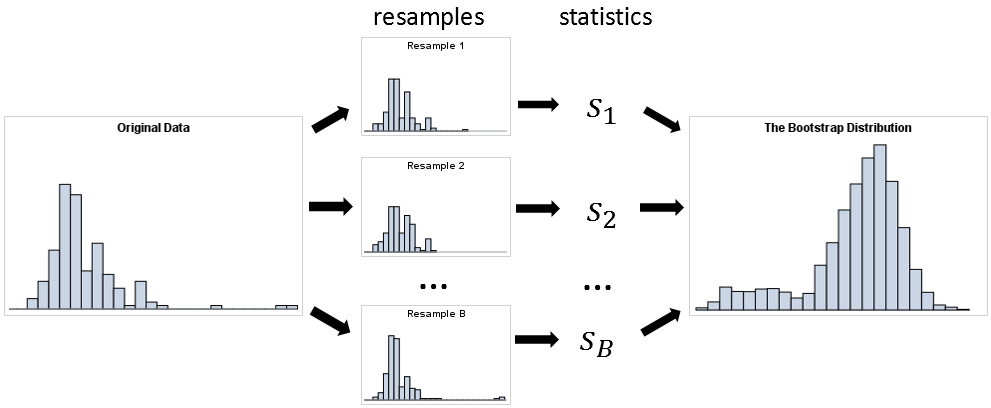 resamples
statistics
Original Data
Resample 1
S1
Resample 2
S2
...
...
Resample B
SB
The Bootstrap Distribution